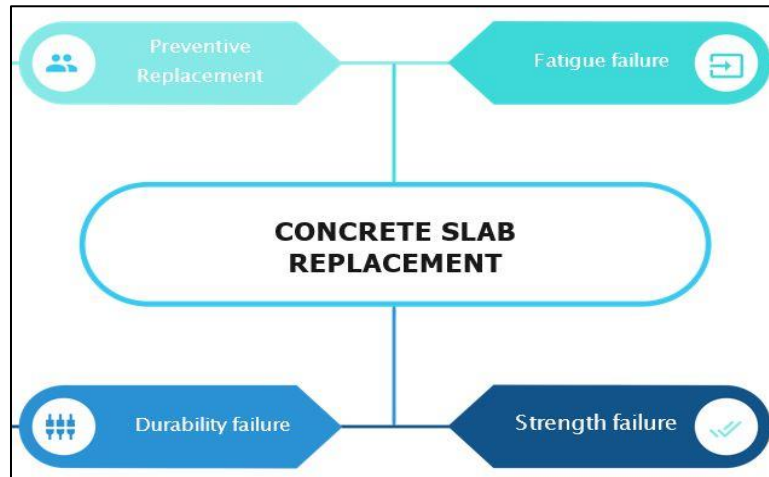 Preventive
Replacement
Fatigue failure
CONCRETE SLAB
REPLACEMENT
Durability failure
Strength failure